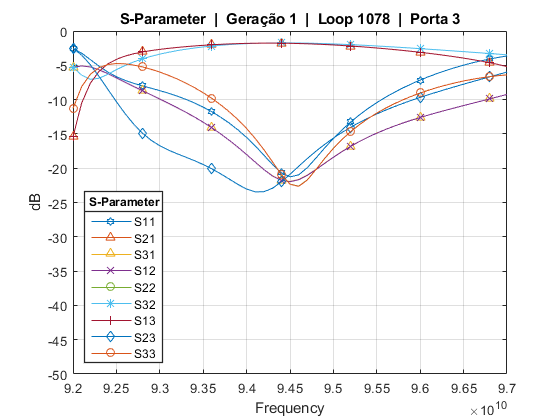 S-Parameter | Geração 1 | Loop 1078 | Porta 3
dB
0
-5
-10
-15
-20
-25
-30
-35
-40
-45
-50
S-Parameter
S11
S21
S31
S12
S22
S32
S13
S23
S33
9.2 9.25 9.3 9.35 9.4 9.45 9.5 9.55 9.6 9.65 9.7
Frequency
×10^10